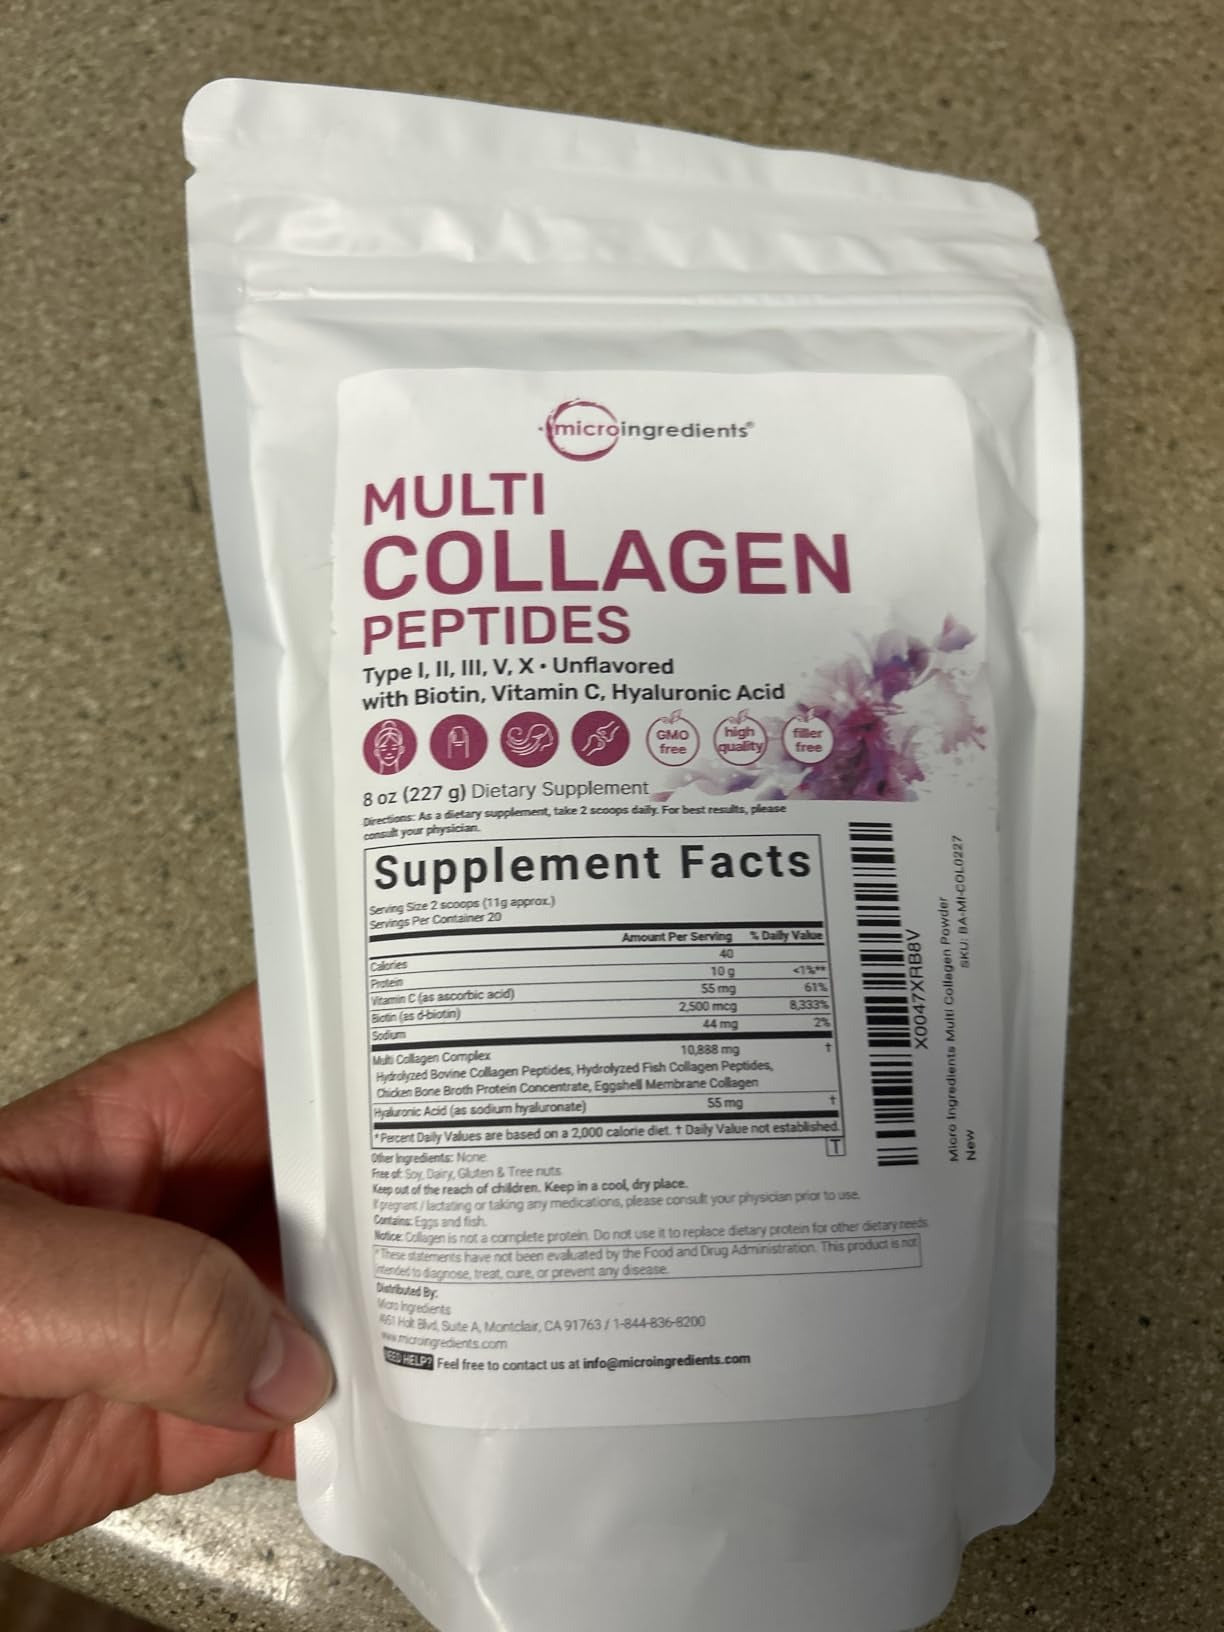 microingredients®
MULTI
COLLAGEN
PEPTIDES
Type I, II, III, V, X • Unflavored
with Biotin, Vitamin C, Hyaluronic Acid
GMO free
high quality
filler free
8 oz (227 g) Dietary Supplement
Directions: As a dietary supplement, take 2 scoops daily. For best results, please
consult your physician.
Supplement Facts
Serving Size 2 scoops (11g approx.)
Servings Per Container 20
Amount Per Serving % Daily Value
Calories 40
Protein 10 g <1%**
Vitamin C (as ascorbic acid) 55 mg 61%
Biotin (as d-biotin) 2,500 mcg 8,333%
Sodium 44 mg 2%
Multi Collagen Complex 10,888 mg †
Hydrolyzed Bovine Collagen Peptides, Hydrolyzed Fish Collagen Peptides,
Chicken Bone Broth Protein Concentrate, Eggshell Membrane Collagen
Hyaluronic Acid (as sodium hyaluronate) 55 mg †
*Percent Daily Values are based on a 2,000 calorie diet. † Daily Value not established.
T
Other Ingredients: None
Free of: Soy, Dairy, Gluten & Tree nuts.
Keep out of the reach of children. Keep in a cool, dry place.
If pregnant / lactating or taking any medications, please consult your physician prior to use.
Contains: Eggs and fish.
Notice: Collagen is not a complete protein. Do not use it to replace dietary protein for other dietary needs.
*These statements have not been evaluated by the Food and Drug Administration. This product is not
intended to diagnose, treat, cure, or prevent any disease.
Distributed By:
Micro Ingredients
Holt Blvd, Suite A, Montclair, CA 91763 / 1-844-836-8200
www.microingredients.com
NEED HELP? Feel free to contact us at info@microingredients.com
X0047XRB8V
Micro Ingredients Multi Collagen Powder
SKU: BA-MI-COL0227
New